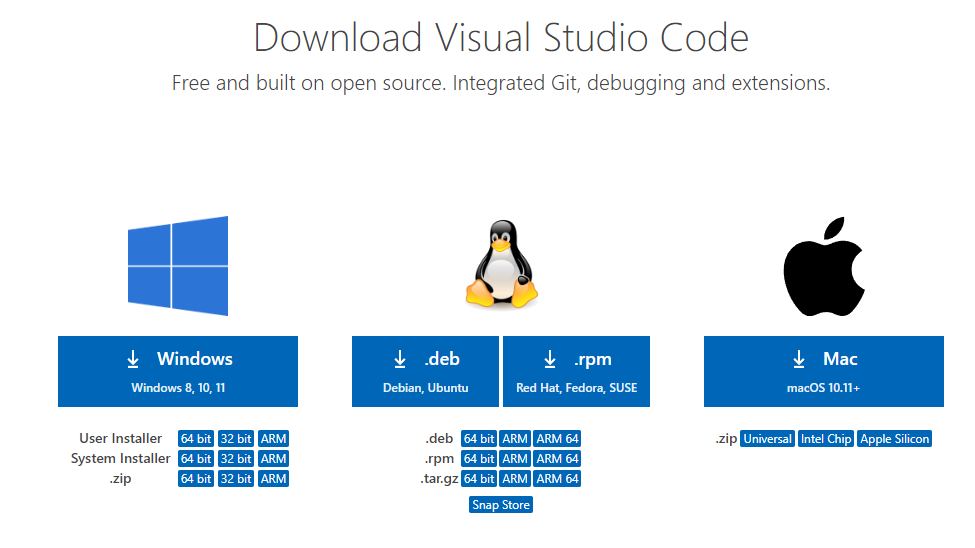 Download Visual Studio Code
Free and built on open source. Integrated Git, debugging and extensions.
Windows
Windows 8, 10, 11
User Installer 64 bit 32 bit ARM
System Installer 64 bit 32 bit ARM
.zip 64 bit 32 bit ARM
.deb
Debian, Ubuntu
.rpm
Red Hat, Fedora, SUSE
.deb 64 bit ARM ARM 64
.rpm 64 bit ARM ARM 64
.tar.gz 64 bit ARM ARM 64
Snap Store
Mac
macOS 10.11+
.zip Universal Intel Chip Apple Silicon